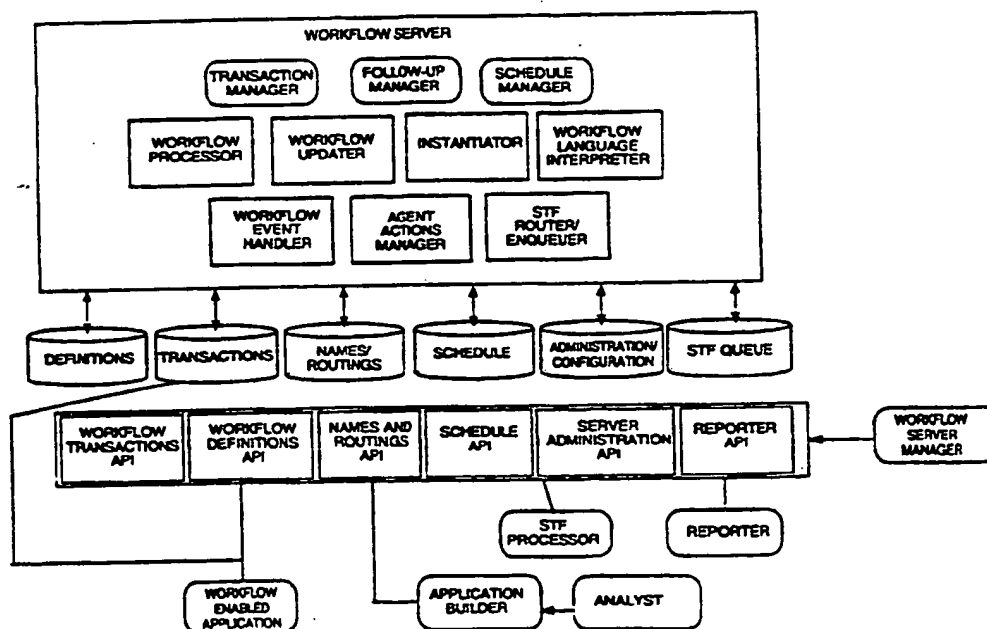 WORKFLOW SERVER
TRANSACTION
MANAGER
FOLLOW-UP
MANAGER
SCHEDULE
MANAGER
WORKFLOW
PROCESSOR
WORKFLOW
UPDATER
INSTANTIATOR
WORKFLOW
LANGUAGE
INTERPRETER
WORKFLOW
EVENT
HANDLER
AGENT
ACTIONS
MANAGER
STF
ROUTER/
ENQUEUER
DEFINITIONS
TRANSACTIONS
NAMES/
ROUTINGS
SCHEDULE
ADMINISTRATION/
CONFIGURATION
STF QUEUE
WORKFLOW
TRANSACTIONS
API
WORKFLOW
DEFINITIONS
API
NAMES AND
ROUTINGS
API
SCHEDULE
API
SERVER
ADMINISTRATION
API
REPORTER
API
WORKFLOW
SERVER
MANAGER
STF
PROCESSOR
REPORTER
WORKFLOW
ENABLED
APPLICATION
APPLICATION
BUILDER
ANALYST